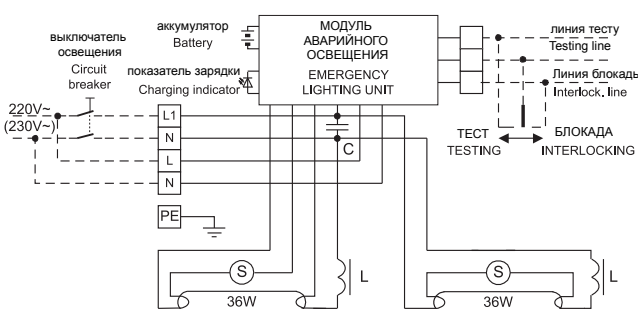 аккумулятор
Battery
выключатель
освещения
Circuit
breaker
показатель зарядки
Charging indicator
МОДУЛЬ
АВАРИЙНОГО
ОСВЕЩЕНИЯ
EMERGENCY
LIGHTING UNIT
линия тесту
Testing line
Линия блокады
Interlock. line
ТЕСТ
TESTING
БЛОКАДА
INTERLOCKING
220V~
(230V~)
L1
N
L
N
PE
C
S
36W
L
S
36W
L